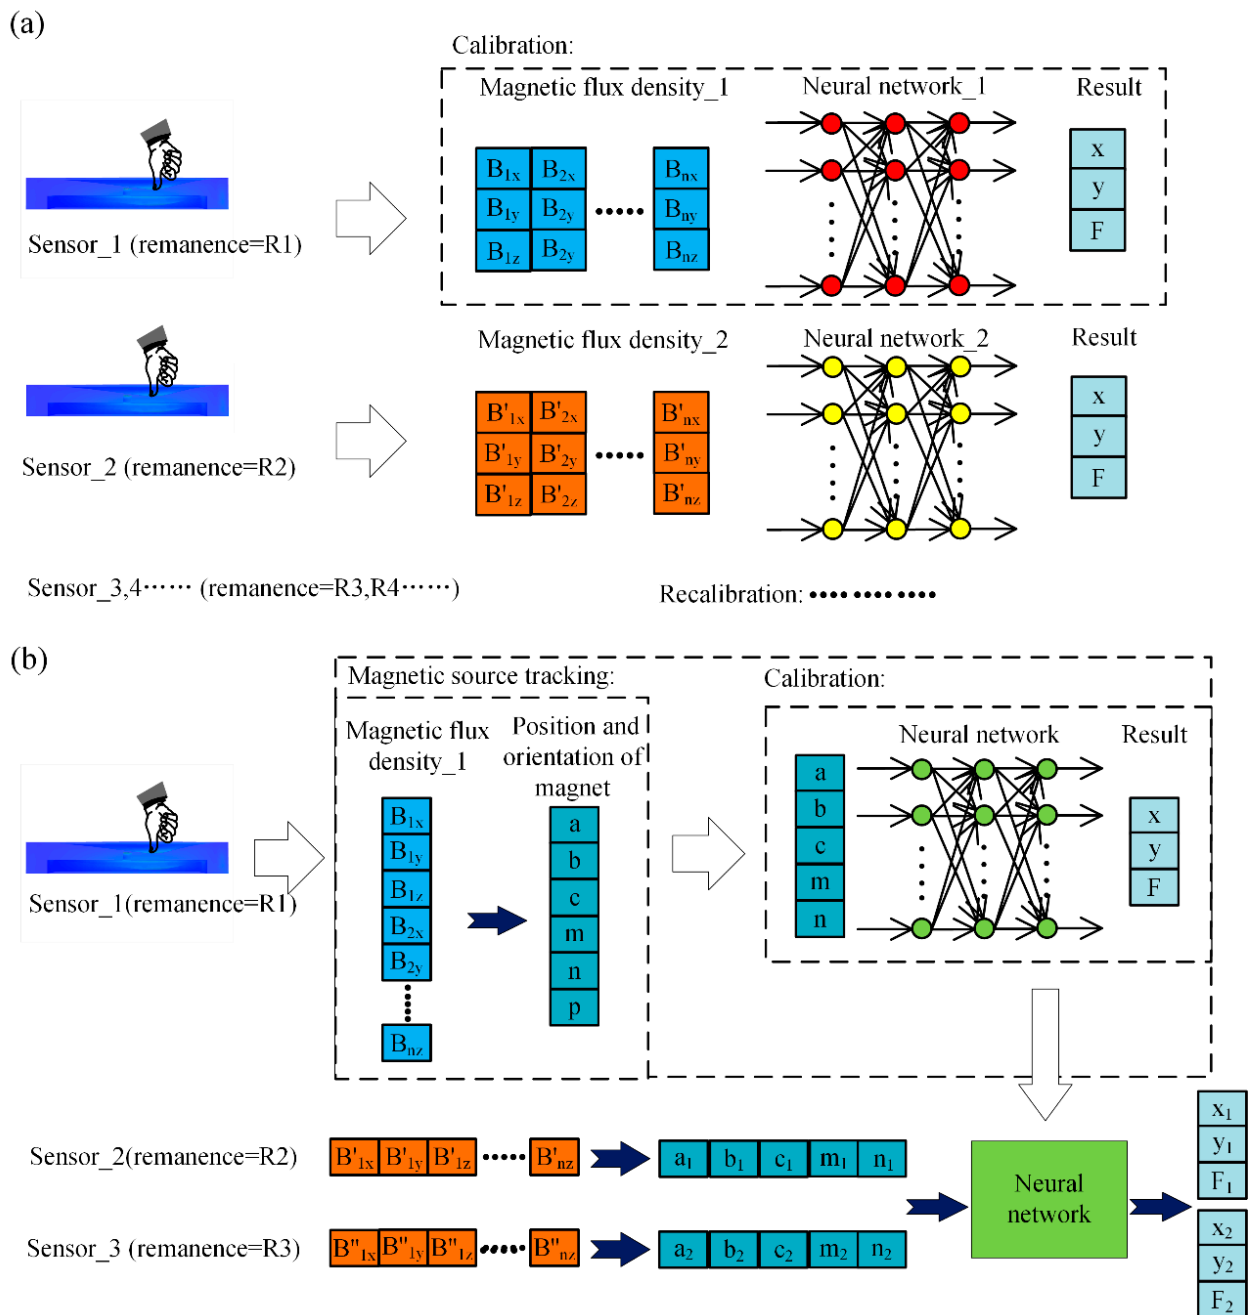 (a)
Calibration:
Magnetic flux density_1 Neural network_1 Result
B1x B2x Bnx
B1y B2y ····· Bny
B1z B2y Bnz
x
y
F
Sensor_1 (remanence=R1)
Magnetic flux density_2 Neural network_2 Result
B'1x B'2x B'nx
B'1y B'2y ····· B'ny
B'1z B'2z B'nz
x
y
F
Sensor_2 (remanence=R2)
Sensor_3,4······ (remanence=R3,R4······)
Recalibration: ···· ···· ····
(b)
Magnetic source tracking:
Magnetic flux
density_1
Position and
orientation of
magnet
B1x
B1y
B1z
B2x
B2y
Bnz
a
b
c
m
n
p
Sensor_1(remanence=R1)
Calibration:
Neural network Result
a
b
c
m
n
x
y
F
Sensor_2(remanence=R2)
B'1x B'1y B'1z ····· B'nz
a1 b1 c1 m1 n1
Sensor_3 (remanence=R3)
B''1x B''1y B''1z ····· B''nz
a2 b2 c2 m2 n2
Neural
network
x1
y1
F1
x2
y2
F2